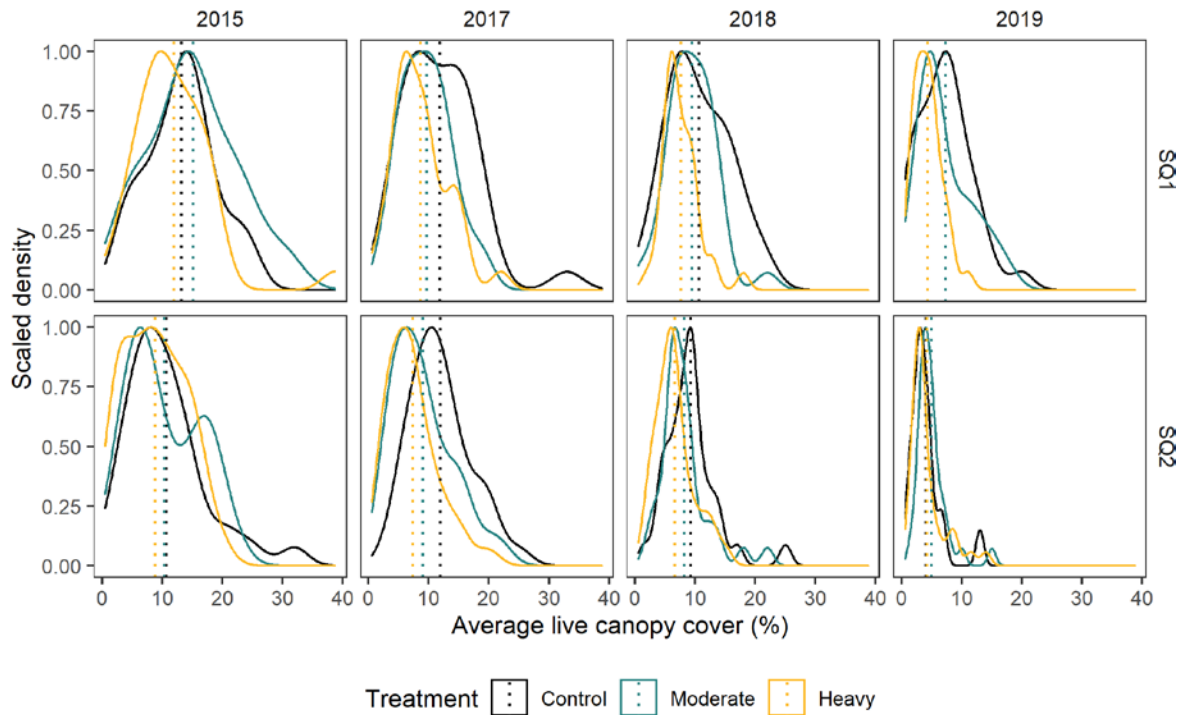 2015 2017 2018 2019
1.00
0.75
0.50
0.25
0.00
SQ1
1.00
0.75
0.50
0.25
0.00
SQ2
Scaled density
0 10 20 30 40 0 10 20 30 40 0 10 20 30 40 0 10 20 30 40
Average live canopy cover (%)
Treatment Control Moderate Heavy